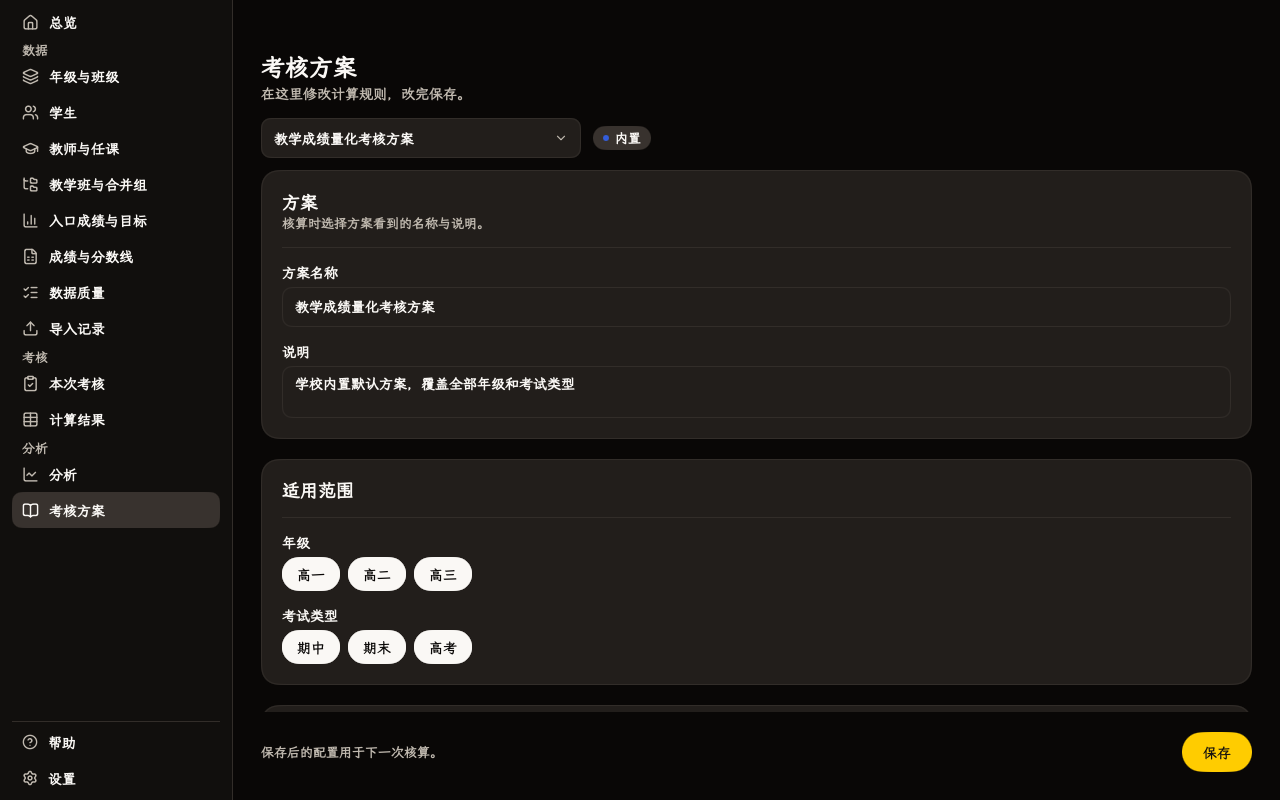 总览
数据
年级与班级
学生
教师与任课
教学班与合并组
入口成绩与目标
成绩与分数线
数据质量
导入记录
考核
本次考核
计算结果
分析
分析
考核方案
帮助
设置
考核方案
在这里修改计算规则，改完保存。
教学成绩量化考核方案
内置
方案
核算时选择方案看到的名称与说明。
方案名称
教学成绩量化考核方案
说明
学校内置默认方案，覆盖全部年级和考试类型
适用范围
年级
高一 高二 高三
考试类型
期中 期末 高考
保存后的配置用于下一次核算。
保存